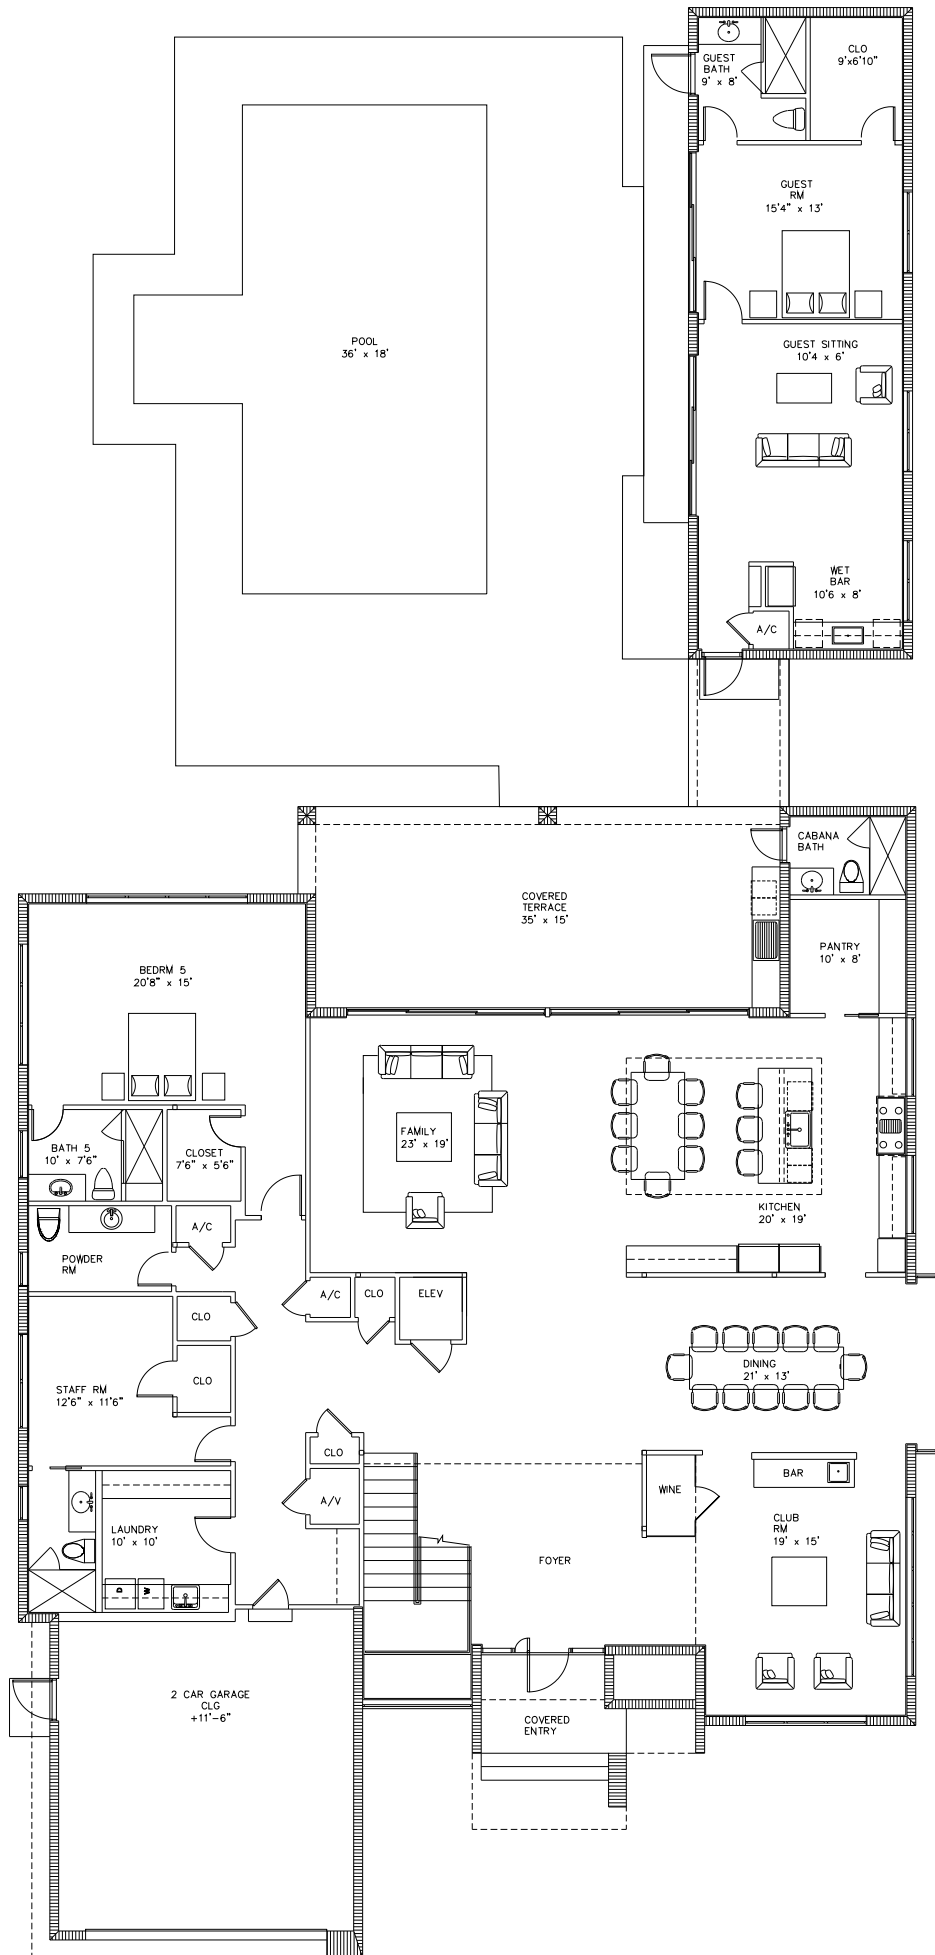 GUEST
BATH
9' x 8'
CLO
9'x6'10"
GUEST
RM
15'4" x 13'
POOL
36' x 18'
GUEST SITTING
10'4 x 6'
WET
BAR
10'6 x 8'
A/C
CABANA
BATH
COVERED
TERRACE
35' x 15'
PANTRY
10' x 8'
BEDRM 5
20'8" x 15'
FAMILY
23' x 19'
BATH 5
10' x 7'6"
CLOSET
7'6" x 5'6"
KITCHEN
20' x 19'
A/C
POWDER
RM
A/C
CLO
ELEV
CLO
DINING
21' x 13'
CLO
STAFF RM
12'6" x 11'6"
CLO
BAR
WINE
A/V
CLUB
RM
19' x 15'
LAUNDRY
10' x 10'
FOYER
D
W
2 CAR GARAGE
CLG
+11'-6"
COVERED
ENTRY